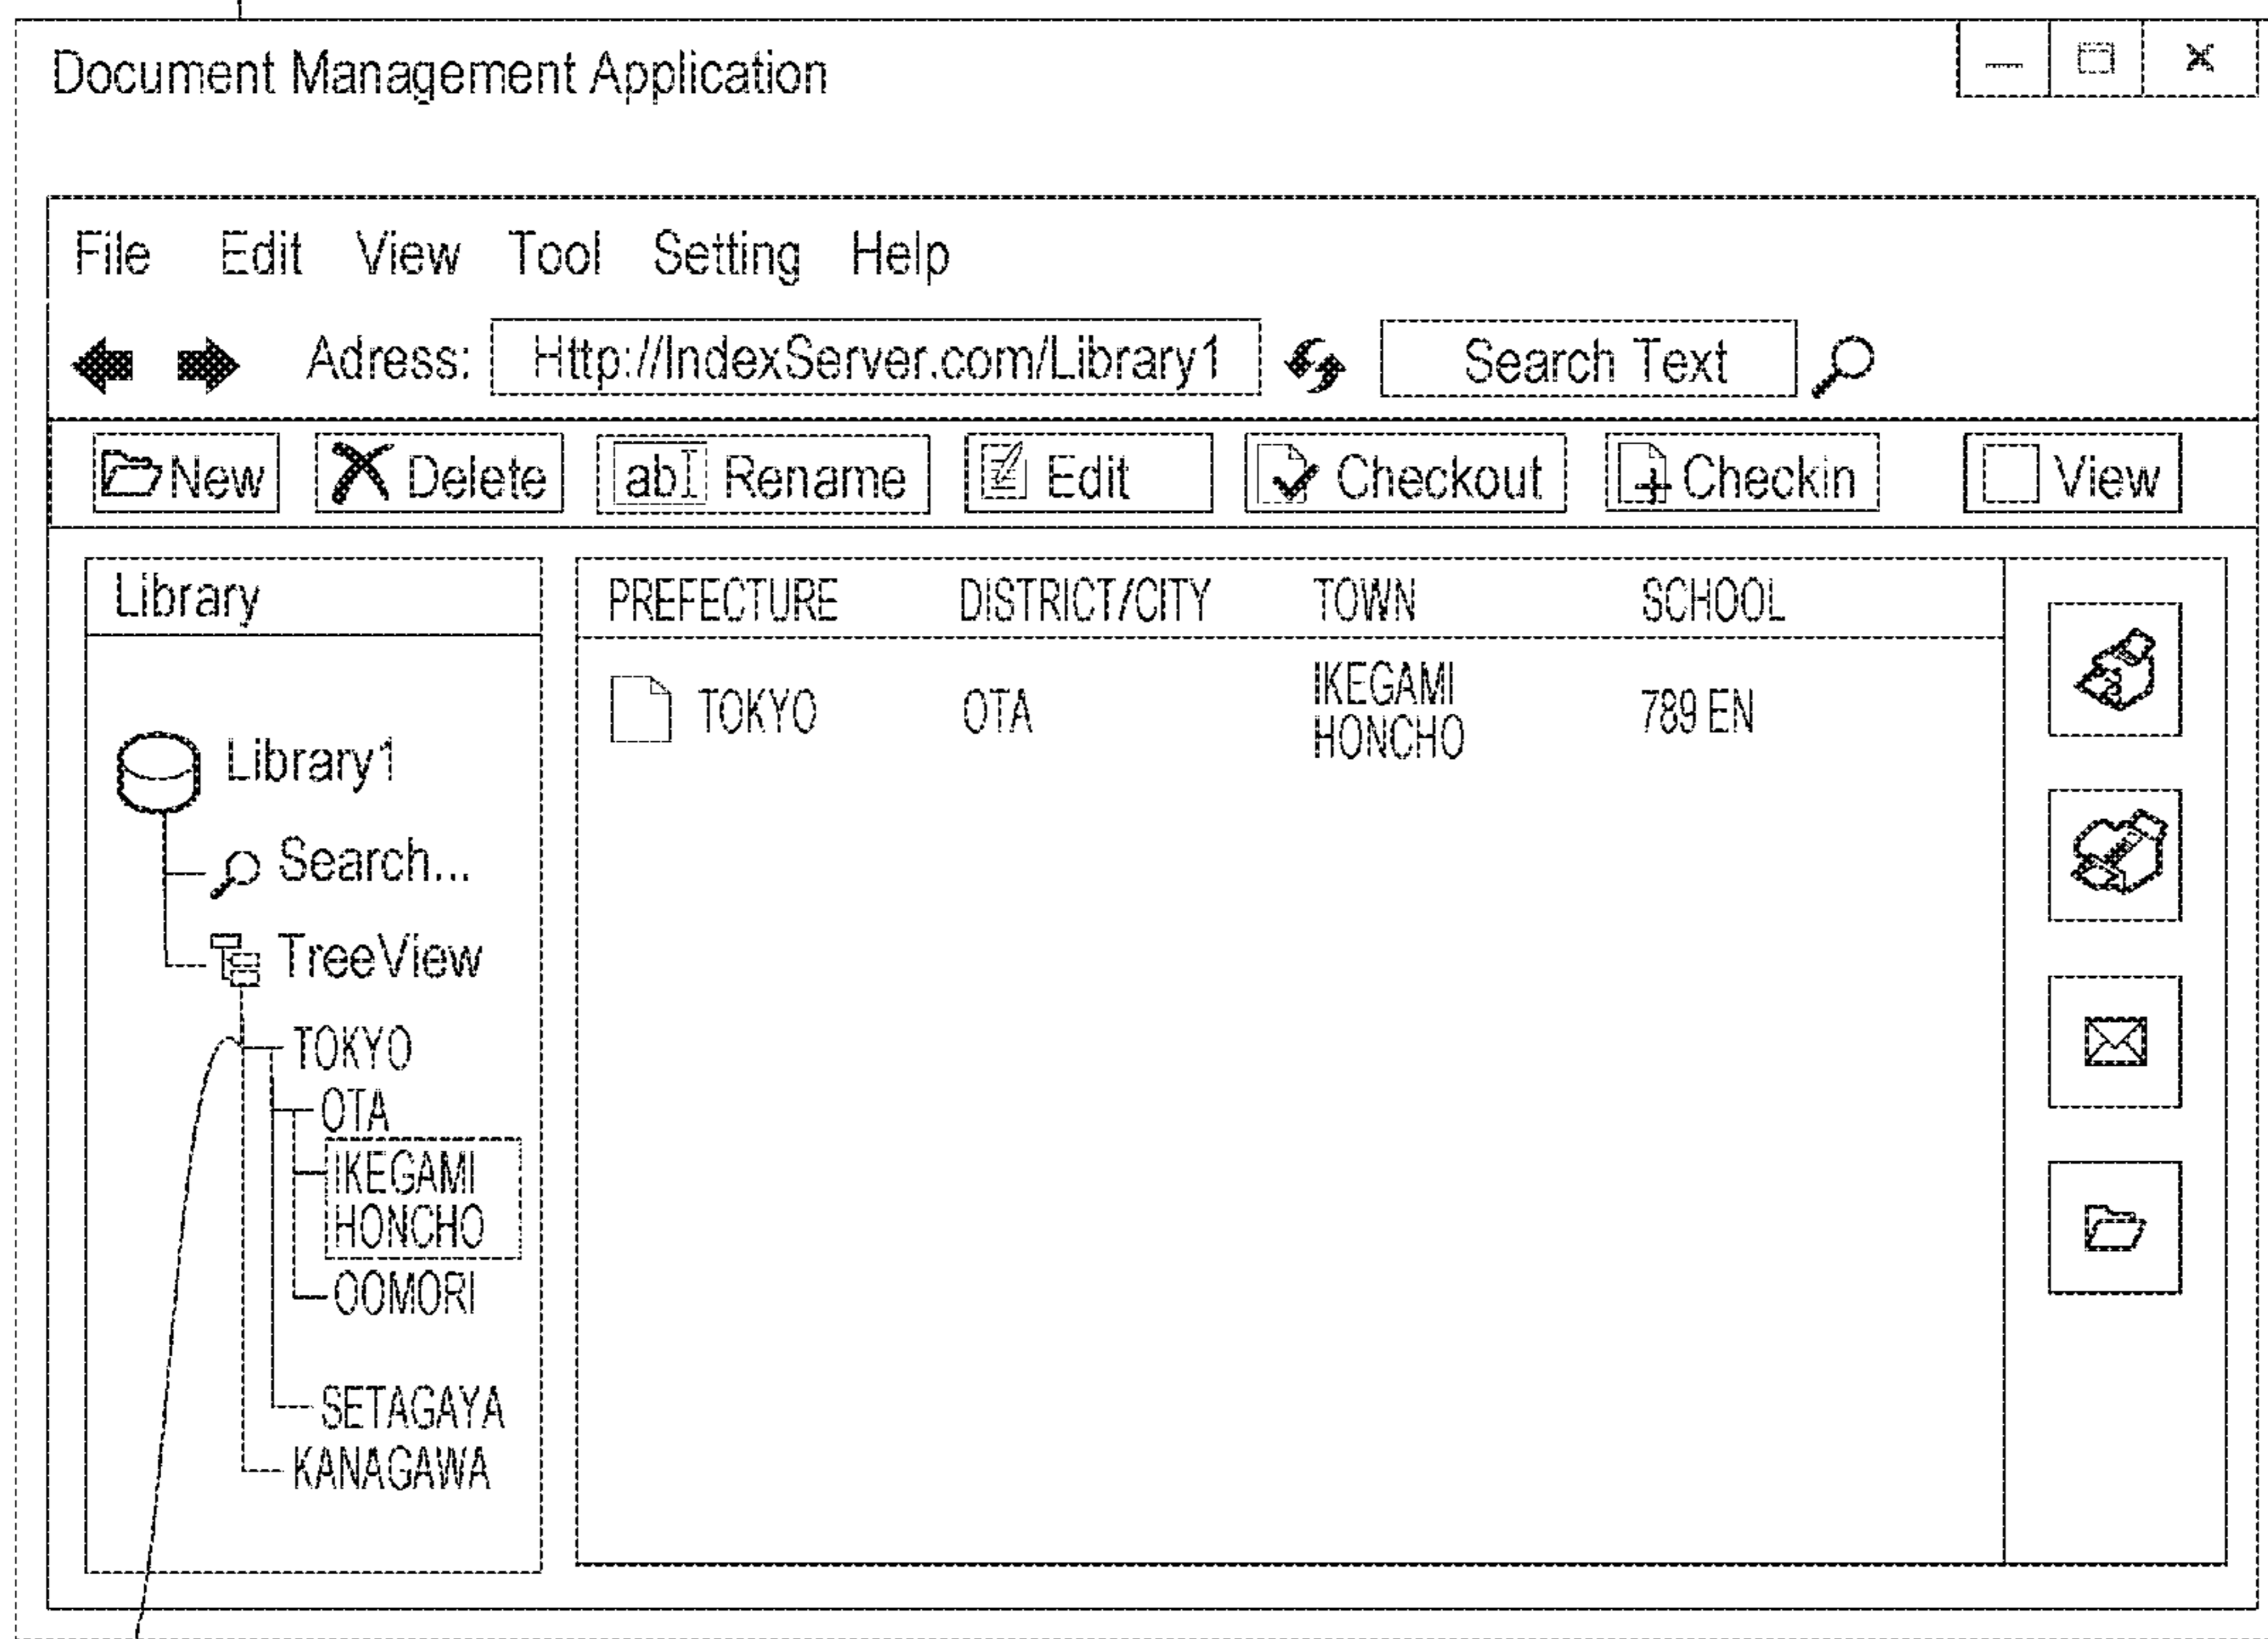 Document Management Application
File Edit View Tool Setting Help
Adress: Http://IndexServer.com/Library1 Search Text
New Delete abI Rename Edit Checkout Checkin View
Library
Library1
Search...
TreeView
TOKYO
OTA
IKEGAMI
HONCHO
OOMORI
SETAGAYA
KANAGAWA
PREFECTURE DISTRICT/CITY TOWN SCHOOL
TOKYO OTA IKEGAMI
HONCHO 789 EN